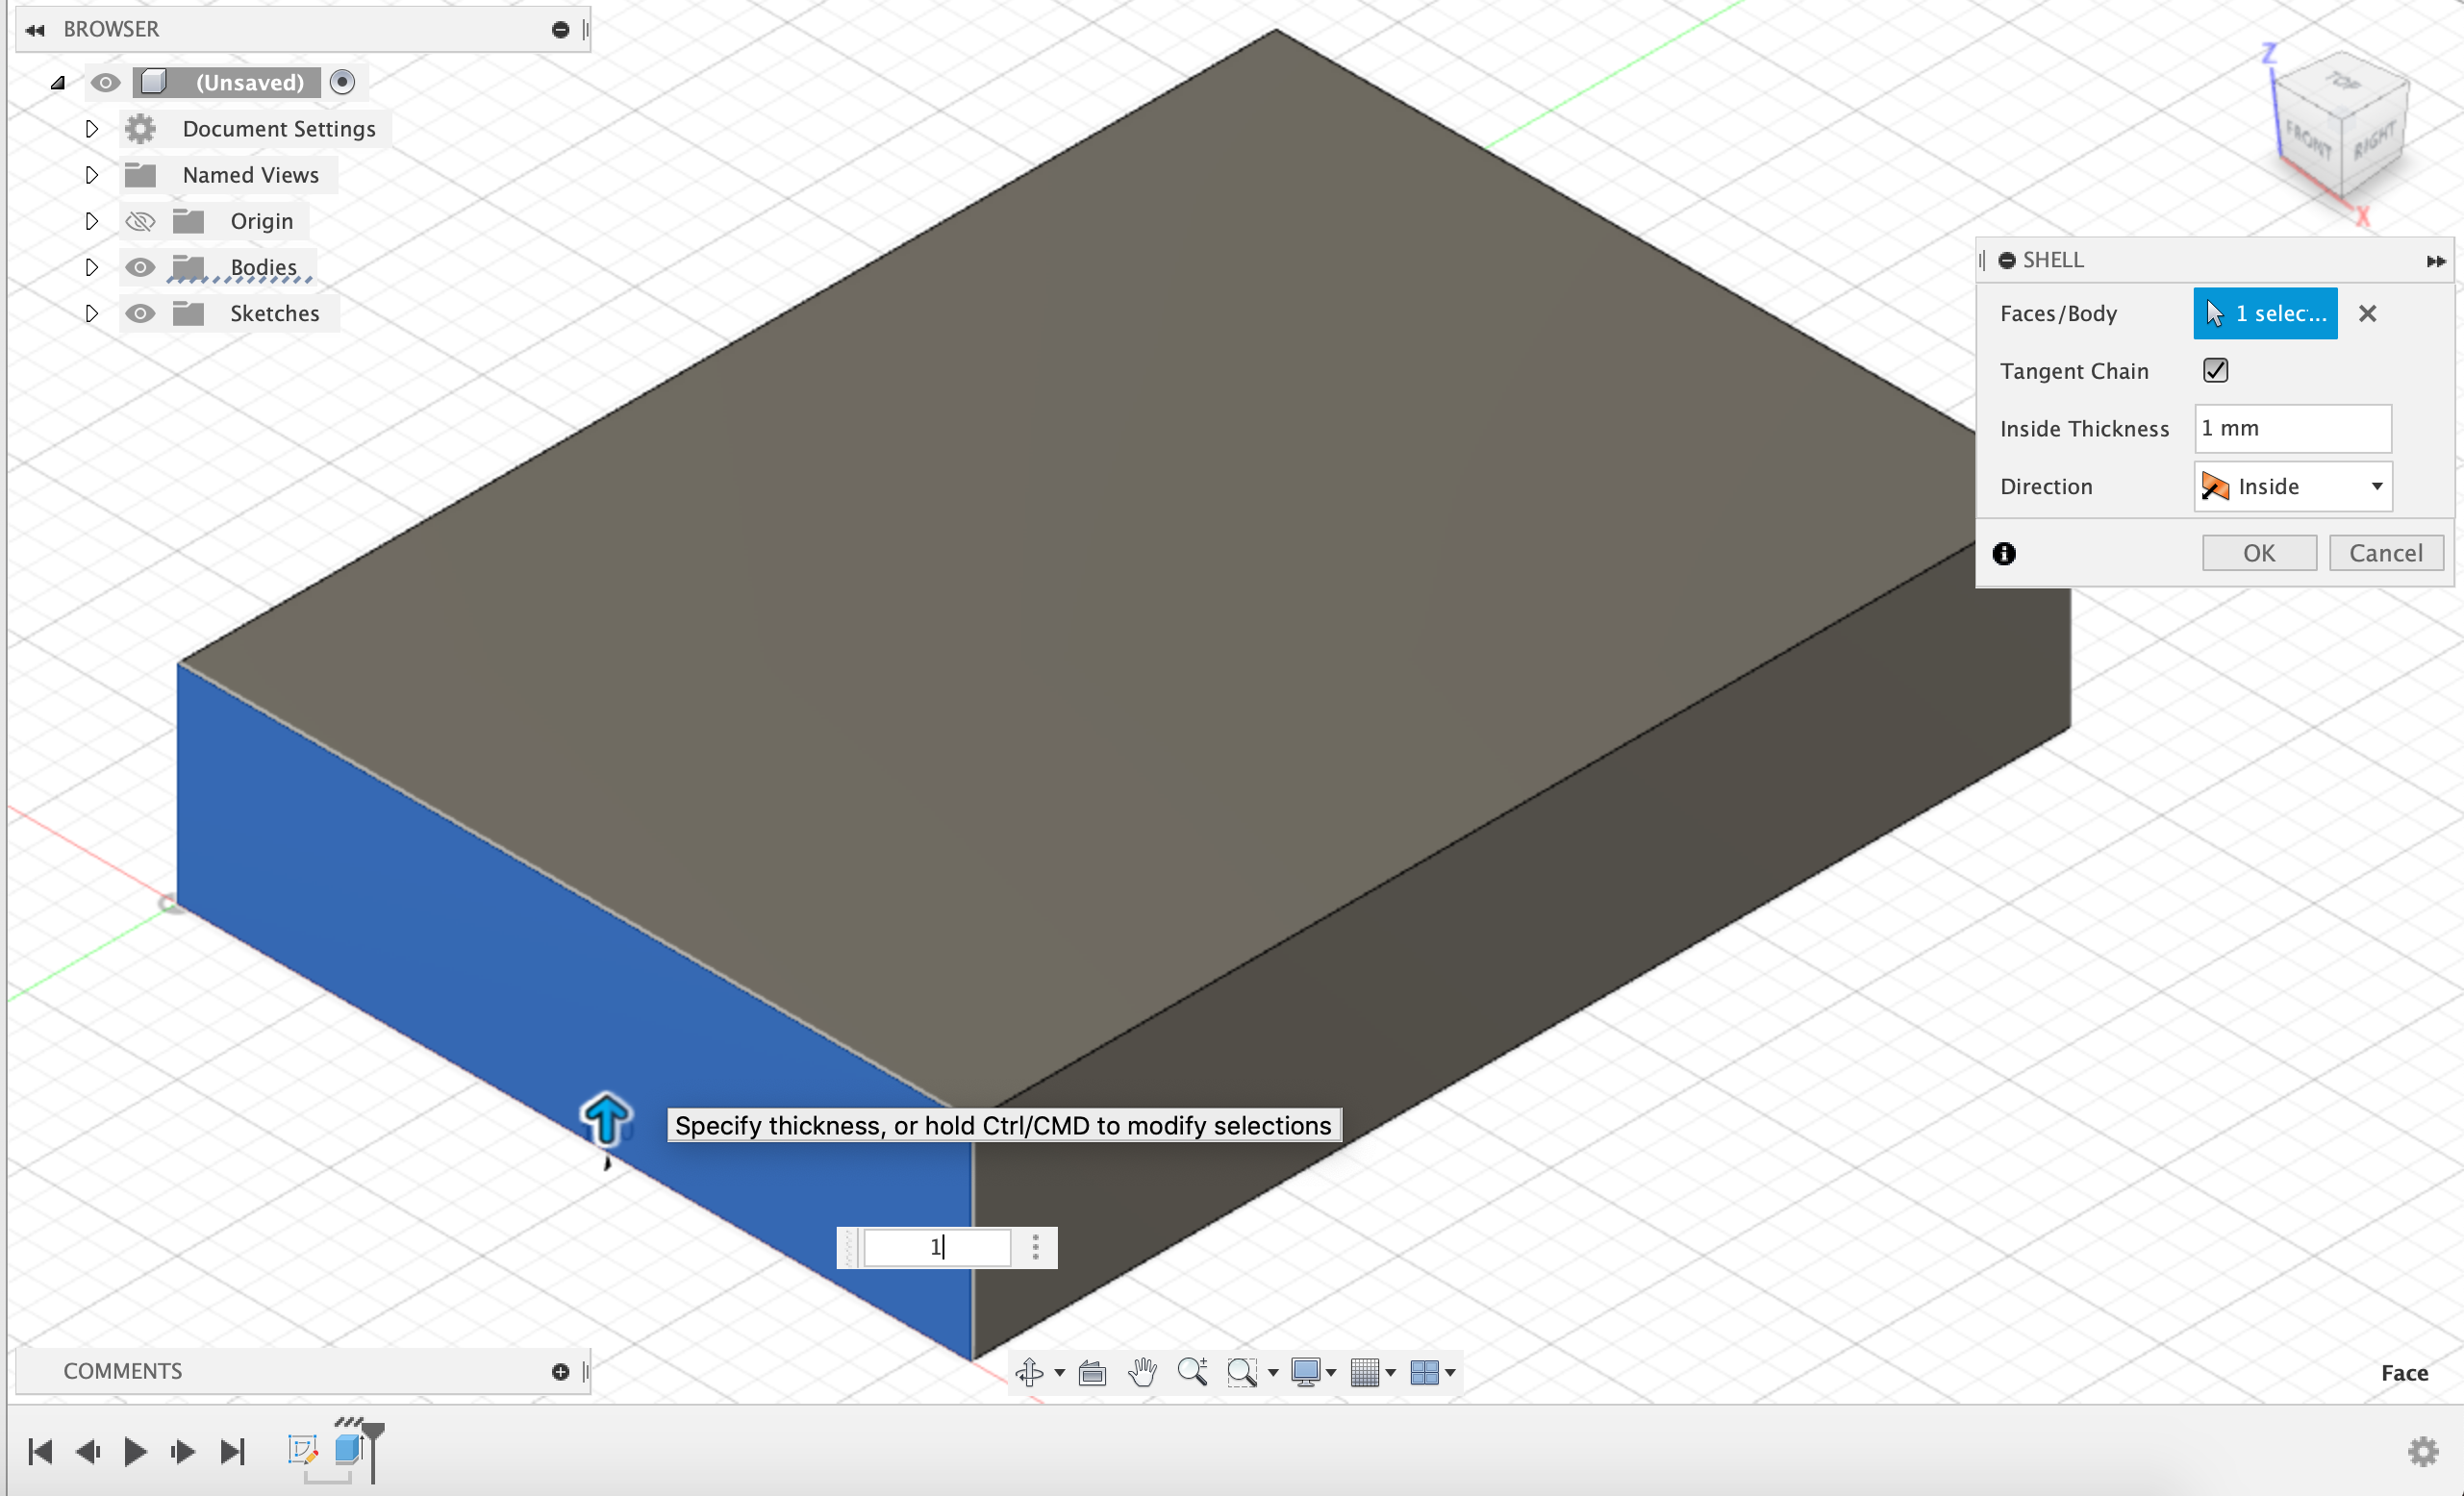 BROWSER
(Unsaved)
Document Settings
Named Views
Origin
Bodies
Sketches
Z
TOP
FRONT
RIGHT
X
SHELL
Faces/Body
1 selec...
Tangent Chain
Inside Thickness
1 mm
Direction
Inside
OK
Cancel
Specify thickness, or hold Ctrl/CMD to modify selections
1
COMMENTS
Face